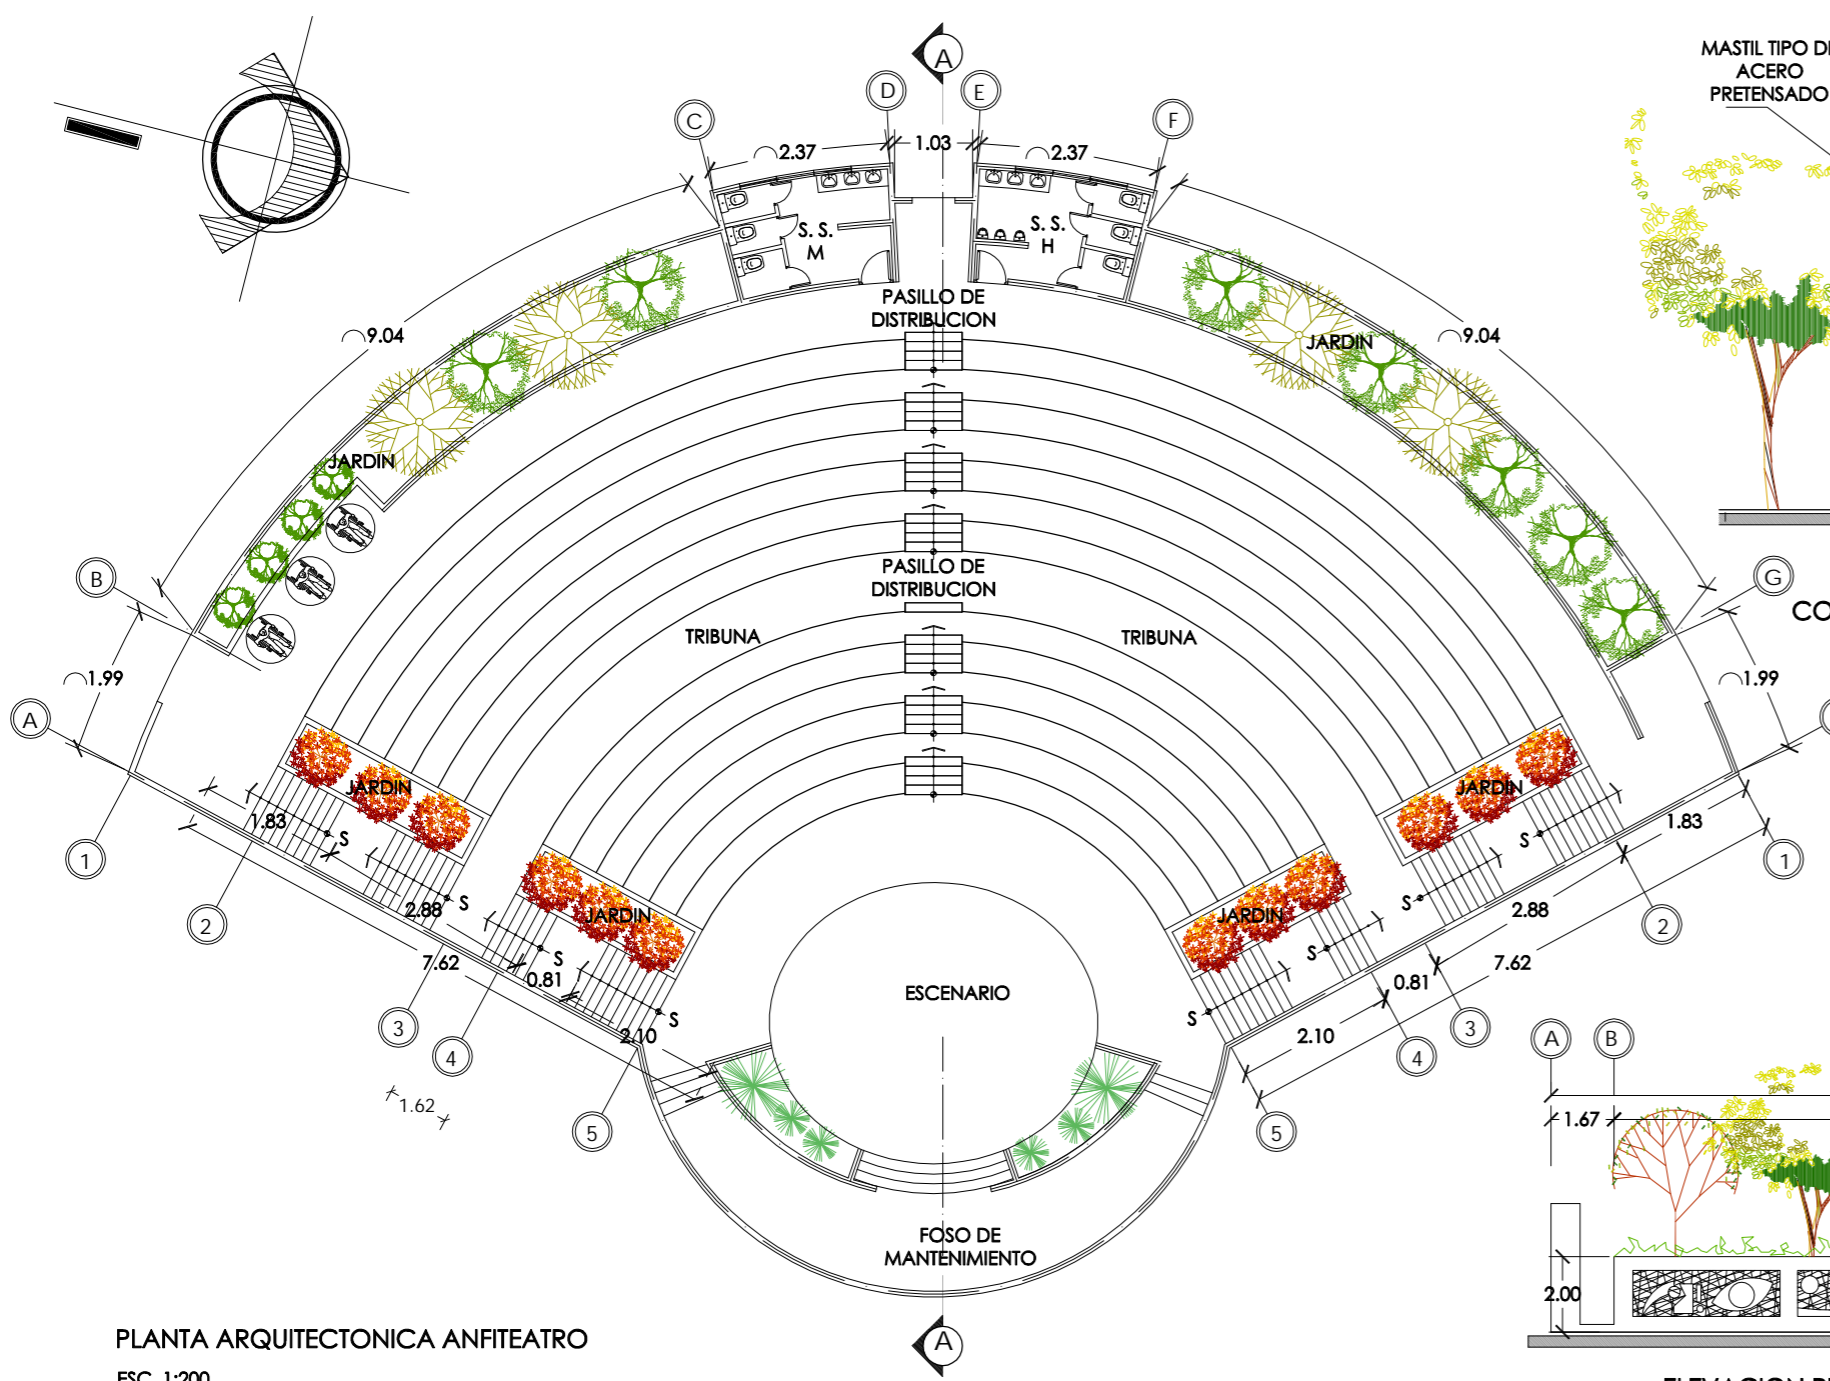 MASTIL TIPO DE
ACERO
PRETENSADO
A
D
E
C
F
2.37
1.03
2.37
S. S.
M
S. S.
H
PASILLO DE
DISTRIBUCION
9.04
JARDIN
9.04
JARDIN
B
G
CO
PASILLO DE
DISTRIBUCION
TRIBUNA
TRIBUNA
1.99
1.99
A
JARDIN
JARDIN
1.83
S
S
1.83
1
1
2.88
S
S
2.88
2
JARDIN
JARDIN
2
7.62
S
S
7.62
0.81
0.81
ESCENARIO
3
S
S
3
2.10
2.10
4
4
1.62
5
5
A
B
1.67
FOSO DE
MANTENIMIENTO
2.00
A
PLANTA ARQUITECTONICA ANFITEATRO
ESC. 1:200